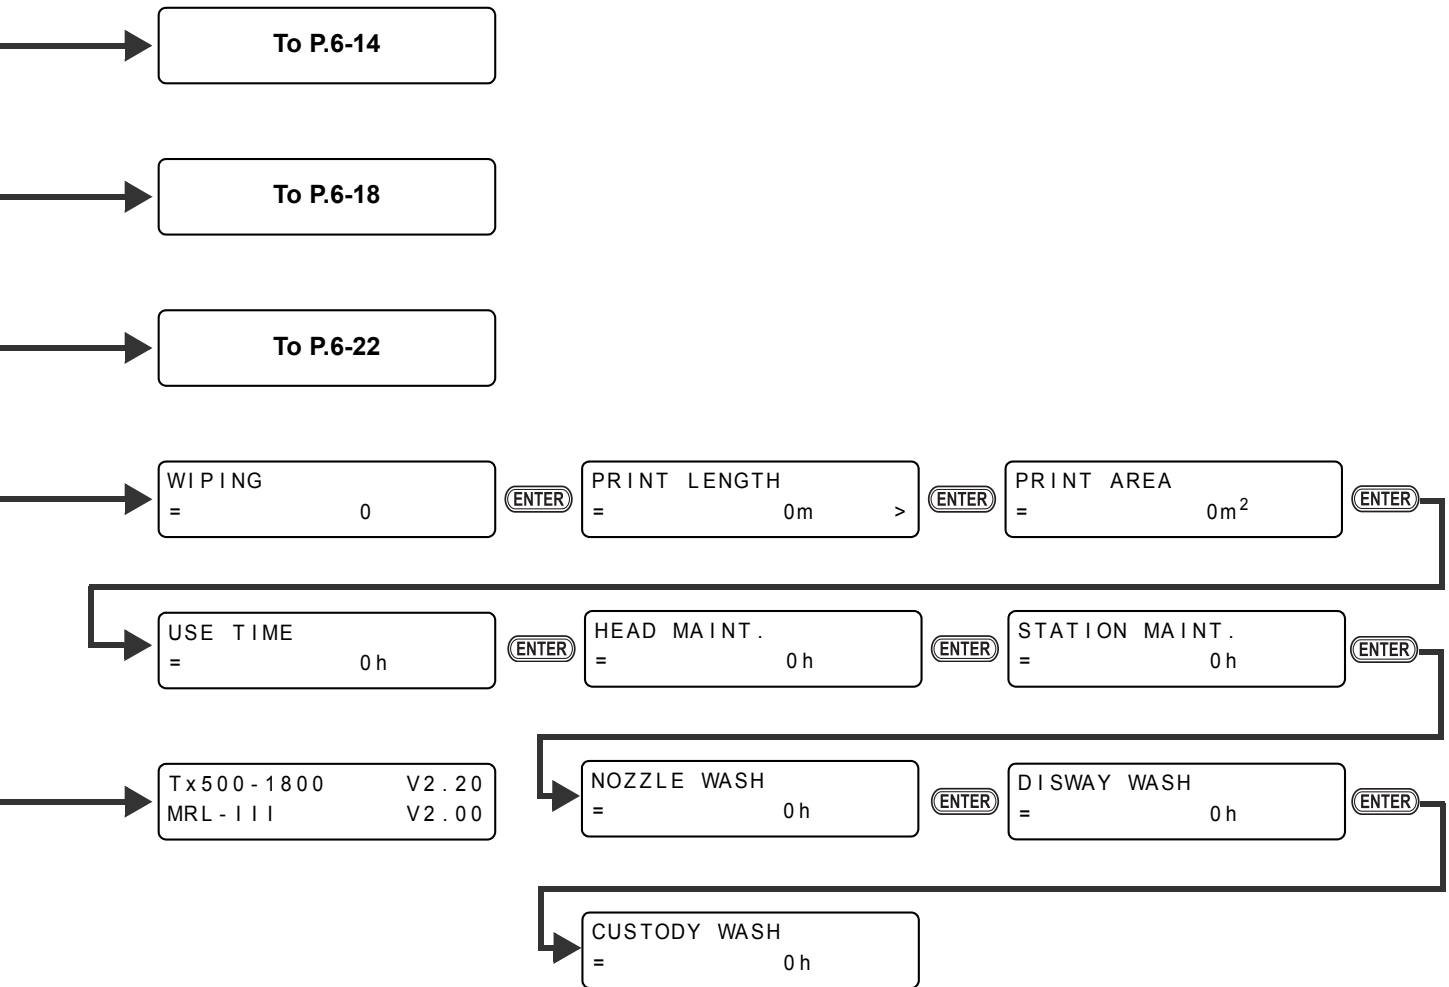 To P.6-14
To P.6-18
To P.6-22
WIPING
= 0
ENTER
PRINT LENGTH
= 0m >
ENTER
PRINT AREA
= 0m²
ENTER
USE TIME
= 0h
ENTER
HEAD MAINT.
= 0h
ENTER
STATION MAINT.
= 0h
ENTER
Tx500-1800 V2.20
MRL-III V2.00
NOZZLE WASH
= 0h
ENTER
DISWAY WASH
= 0h
ENTER
CUSTODY WASH
= 0h